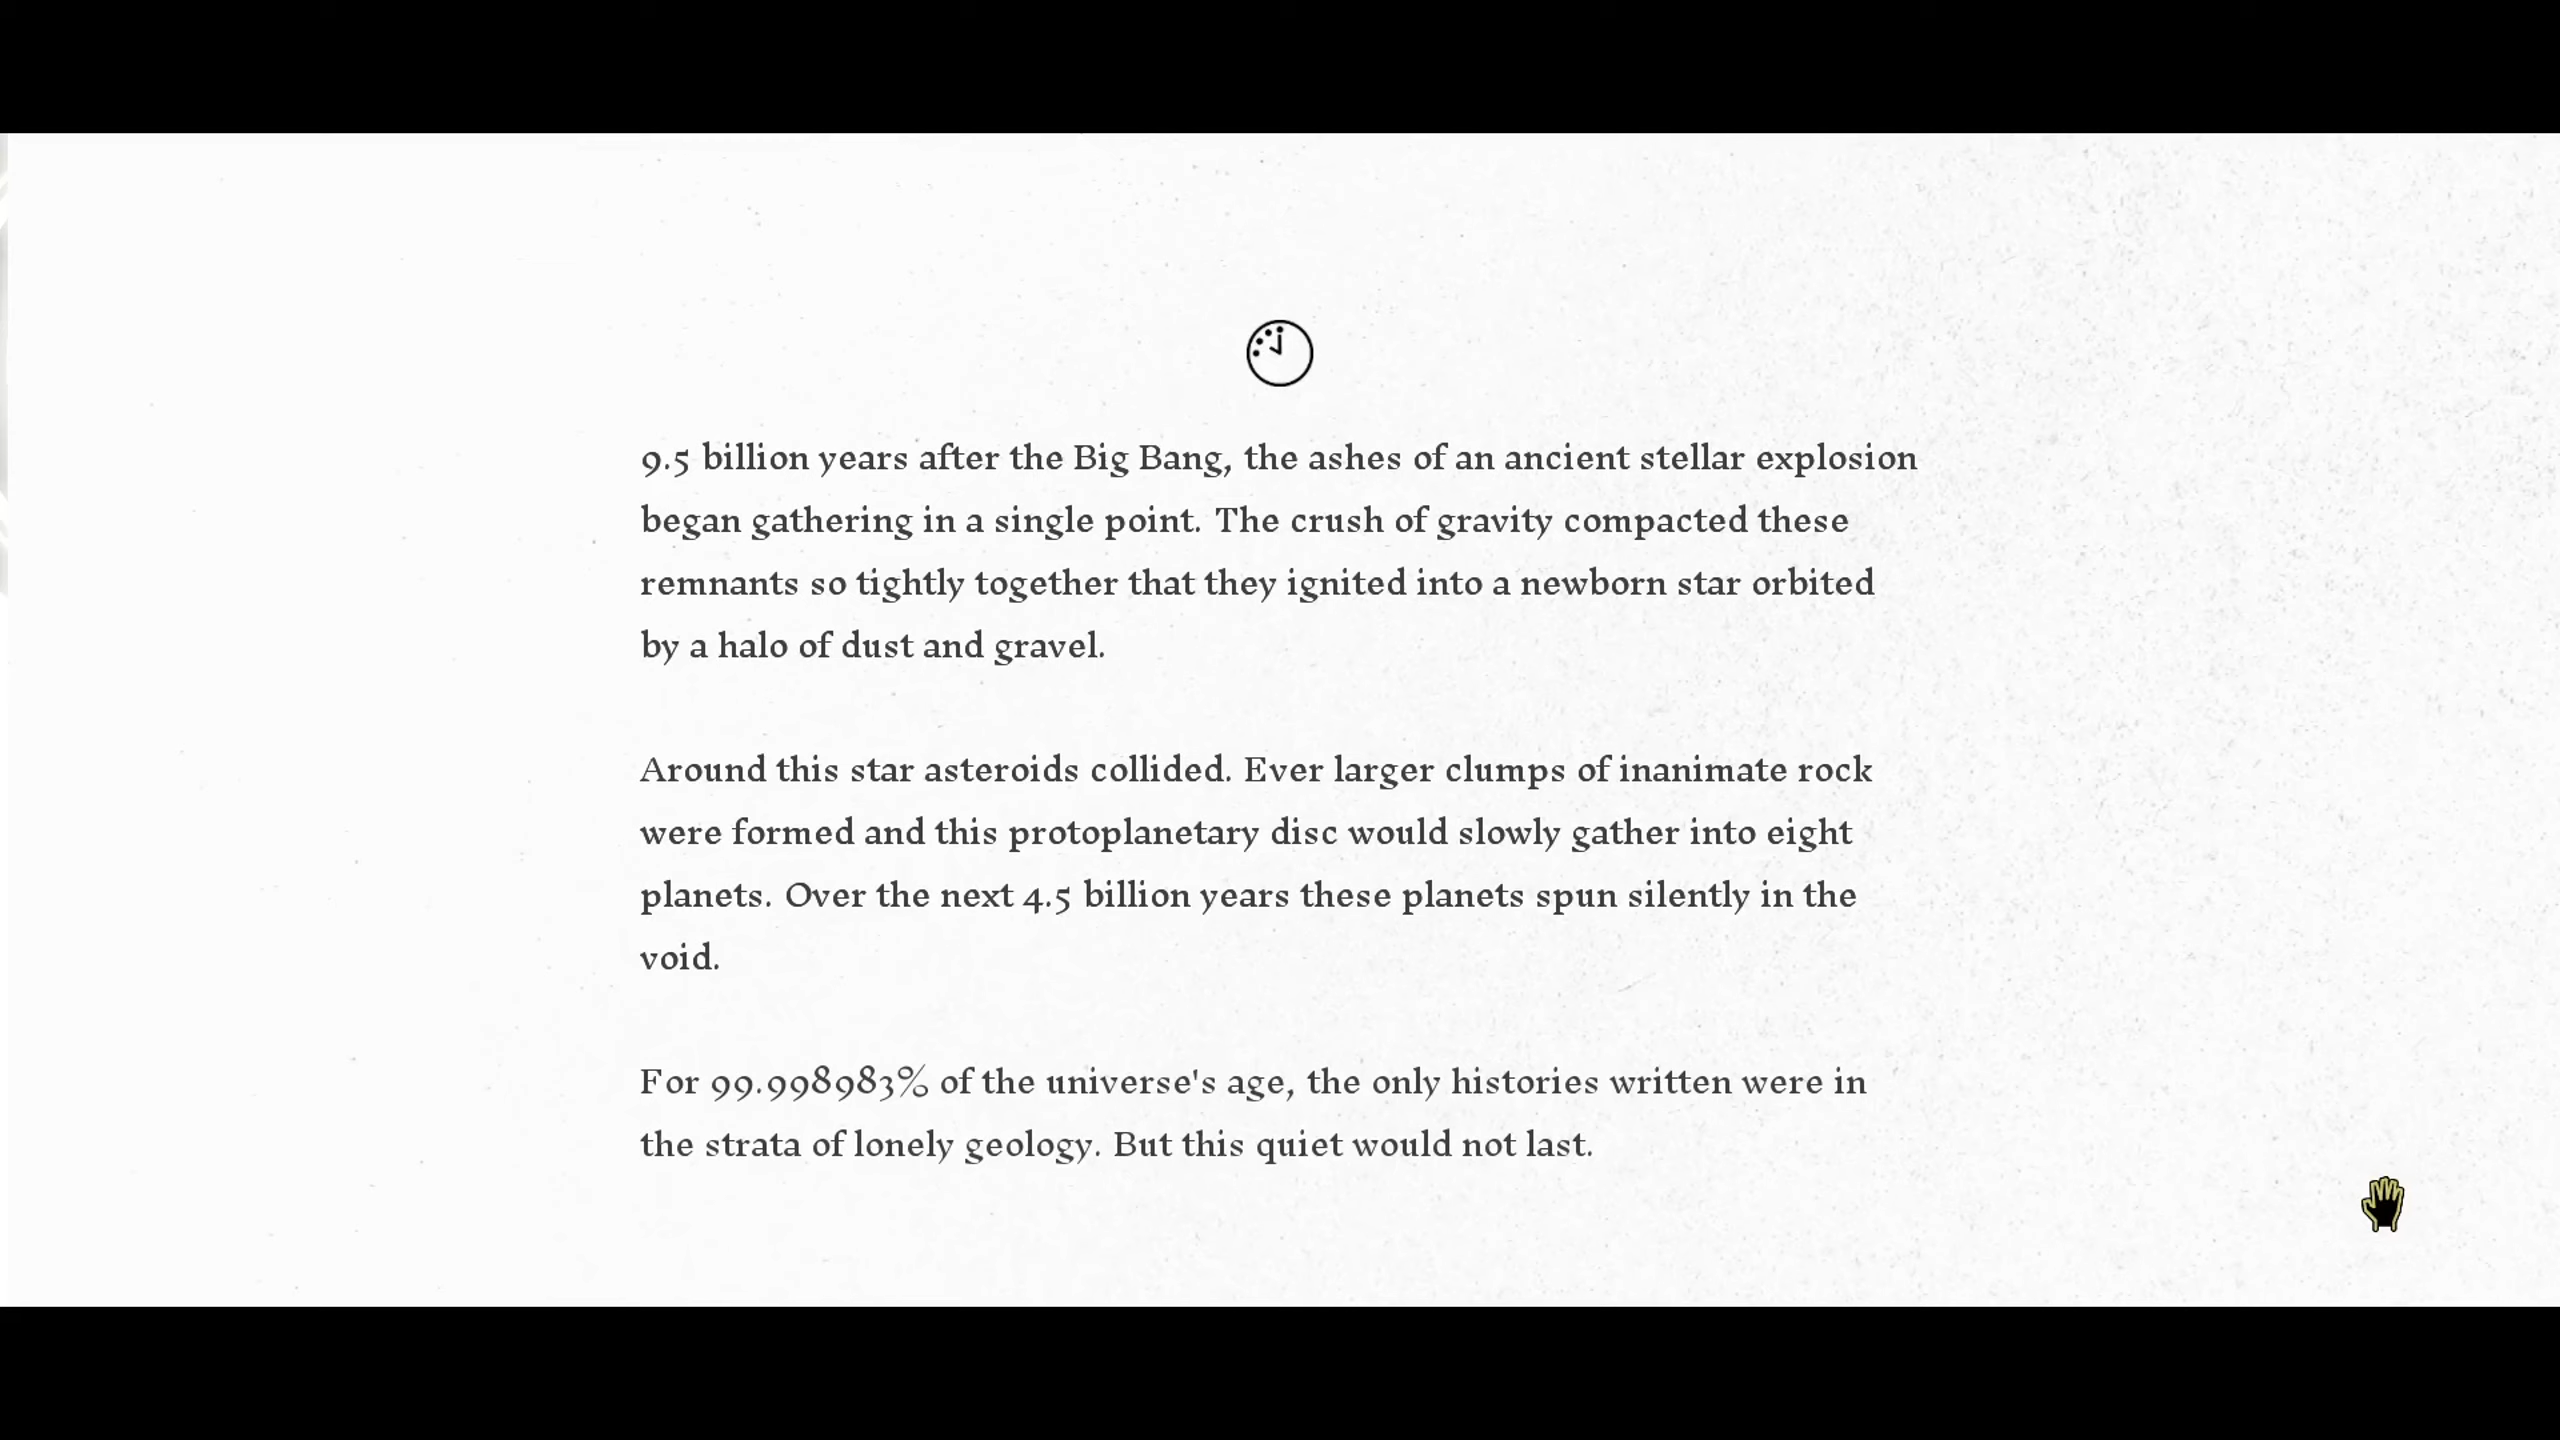 9.5 billion years after the Big Bang, the ashes of an ancient stellar explosion
began gathering in a single point. The crush of gravity compacted these
remnants so tightly together that they ignited into a newborn star orbited
by a halo of dust and gravel.
Around this star asteroids collided. Ever larger clumps of inanimate rock
were formed and this protoplanetary disc would slowly gather into eight
planets. Over the next 4.5 billion years these planets spun silently in the
void.
For 99.998983% of the universe's age, the only histories written were in
the strata of lonely geology. But this quiet would not last.